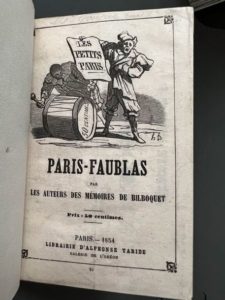 LES
PETITS
PARIS
PARIS-FAUBLAS
PAR
LES AUTEURS DES MÉMOIRES DE BILBOQUET
Prix : 50 centimes.
PARIS. — 1854
LIBRAIRIE D'ALPHONSE TARIDE
GALERIE DE L'ODÉON